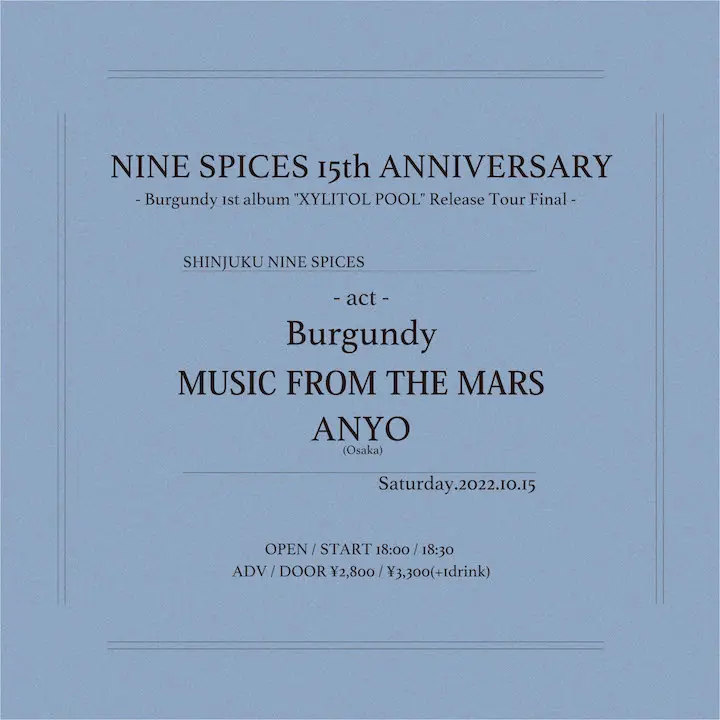 NINE SPICES 15th ANNIVERSARY
- Burgundy 1st album "XYLITOL POOL" Release Tour Final -
SHINJUKU NINE SPICES
- act -
Burgundy
MUSIC FROM THE MARS
ANYO
(Osaka)
Saturday.2022.10.15
OPEN / START 18:00 / 18:30
ADV / DOOR ¥2,800 / ¥3,300(+1drink)